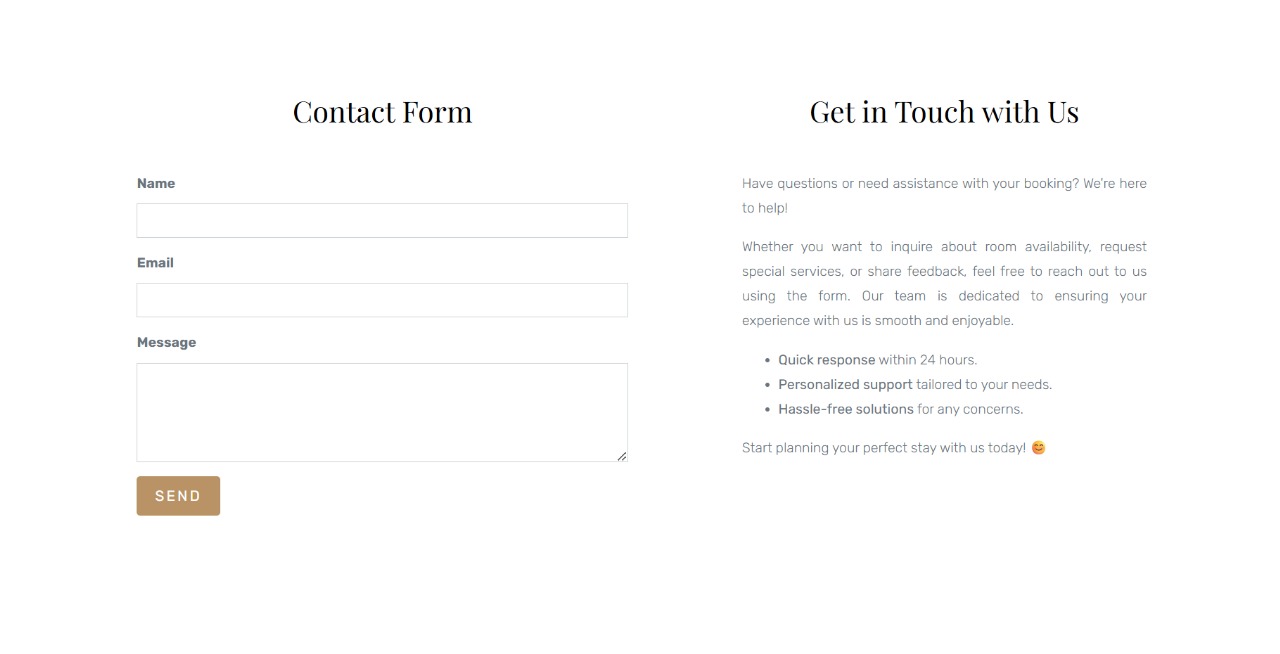 Contact Form
Name
Email
Message
SEND
Get in Touch with Us
Have questions or need assistance with your booking? We're here
to help!
Whether you want to inquire about room availability, request
special services, or share feedback, feel free to reach out to us
using the form. Our team is dedicated to ensuring your
experience with us is smooth and enjoyable.
• Quick response within 24 hours.
• Personalized support tailored to your needs.
• Hassle-free solutions for any concerns.
Start planning your perfect stay with us today! 😊